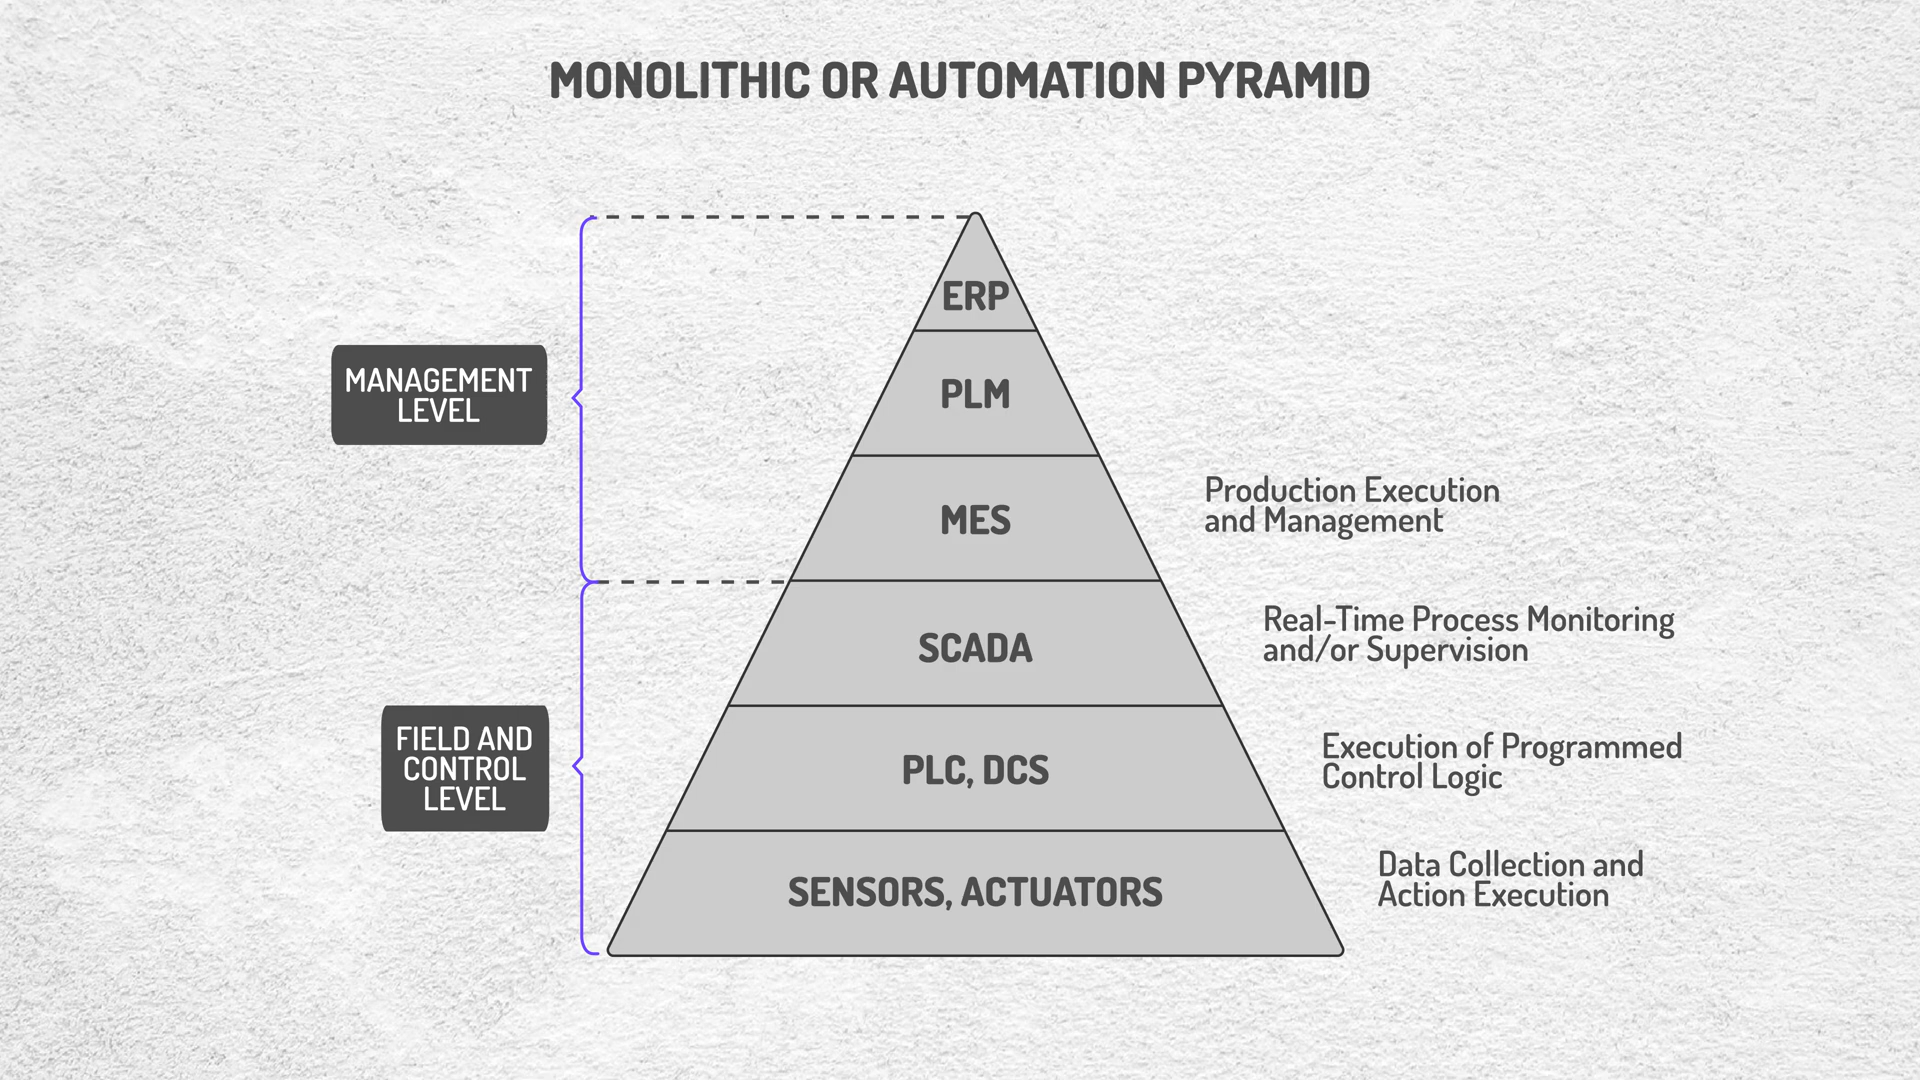 MONOLITHIC OR AUTOMATION PYRAMID
ERP
MANAGEMENT
LEVEL
PLM
MES
Production Execution
and Management
SCADA
Real-Time Process Monitoring
and/or Supervision
FIELD AND
CONTROL
LEVEL
PLC, DCS
Execution of Programmed
Control Logic
SENSORS, ACTUATORS
Data Collection and
Action Execution